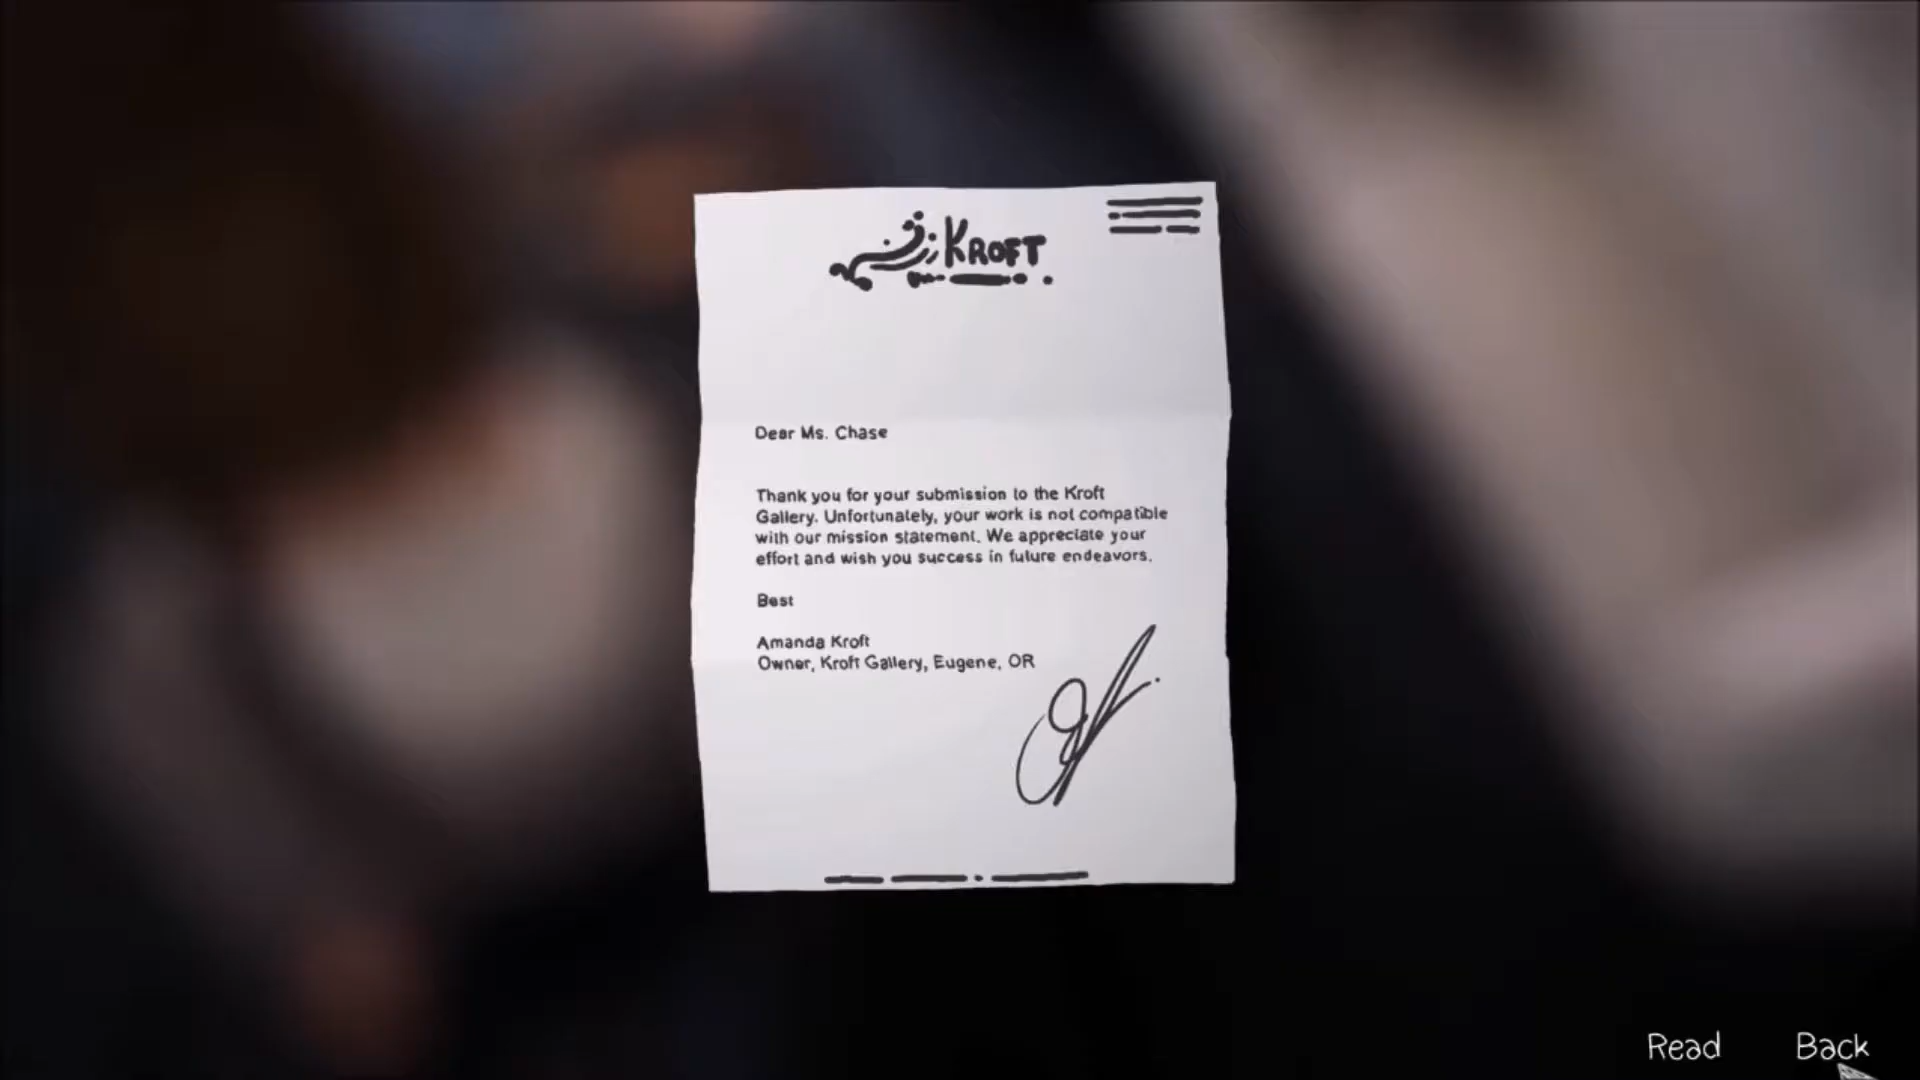 KROFT
Dear Ms. Chase
Thank you for your submission to the Kroft
Gallery. Unfortunately, your work is not compatible
with our mission statement. We appreciate your
effort and wish you success in future endeavors.
Best
Amanda Kroft
Owner, Kroft Gallery, Eugene, OR
Read
Back